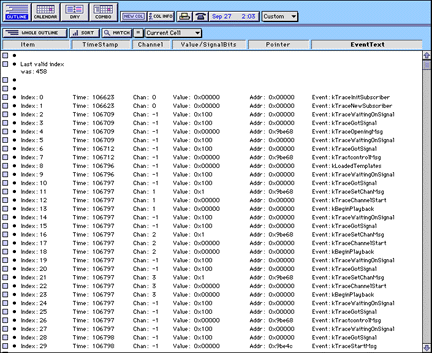 OUTLINE CALENDAR DAY COMBO NEW COL COL INFO Sep 27 2:03 Custom
WHOLE OUTLINE SORT MATCH = Current Cell
Item TimeStamp Channel Value/SignalBits Pointer EventText
Last valid index
was : 458
Index : 0 Time : 106623 Chan : 0 Value : 0x00000 Addr : 0x00000 Event : kTraceInitSubscriber
Index : 1 Time : 106623 Chan : 0 Value : 0x00000 Addr : 0x00000 Event : kTraceNewSubscriber
Index : 2 Time : 106709 Chan : -1 Value : 0x100 Addr : 0x00000 Event : kTraceWaitingOnSignal
Index : 3 Time : 106709 Chan : -1 Value : 0x100 Addr : 0x00000 Event : kTraceGotSignal
Index : 4 Time : 106709 Chan : -1 Value : 0x00000 Addr : 0x9be68 Event : kTraceOpeningMsg
Index : 5 Time : 106709 Chan : -1 Value : 0x100 Addr : 0x00000 Event : kTraceWaitingOnSignal
Index : 6 Time : 106712 Chan : -1 Value : 0x100 Addr : 0x00000 Event : kTraceGotSignal
Index : 7 Time : 106712 Chan : -1 Value : 0x00000 Addr : 0x9be68 Event : kTractcontrolMsg
Index : 8 Time : 106796 Chan : -1 Value : 0x00000 Addr : 0x00000 Event : kLoadedTemplates
Index : 9 Time : 106796 Chan : -1 Value : 0x100 Addr : 0x00000 Event : kTraceWaitingOnSignal
Index : 10 Time : 106797 Chan : -1 Value : 0x100 Addr : 0x00000 Event : kTraceGotSignal
Index : 11 Time : 106797 Chan : 1 Value : 0x1 Addr : 0x9be68 Event : kTraceSetChanMsg
Index : 12 Time : 106797 Chan : 1 Value : 0x00000 Addr : 0x00000 Event : kTraceChannelStart
Index : 13 Time : 106797 Chan : 1 Value : 0x00000 Addr : 0x00000 Event : kBeginPlayback
Index : 14 Time : 106797 Chan : -1 Value : 0x100 Addr : 0x00000 Event : kTraceWaitingOnSignal
Index : 15 Time : 106797 Chan : -1 Value : 0x100 Addr : 0x00000 Event : kTraceGotSignal
Index : 16 Time : 106797 Chan : 2 Value : 0x1 Addr : 0x9be68 Event : kTraceSetChanMsg
Index : 17 Time : 106797 Chan : 2 Value : 0x00000 Addr : 0x00000 Event : kTraceChannelStart
Index : 18 Time : 106797 Chan : 2 Value : 0x00000 Addr : 0x00000 Event : kBeginPlayback
Index : 19 Time : 106797 Chan : -1 Value : 0x100 Addr : 0x00000 Event : kTraceWaitingOnSignal
Index : 20 Time : 106797 Chan : -1 Value : 0x100 Addr : 0x00000 Event : kTraceGotSignal
Index : 21 Time : 106797 Chan : 3 Value : 0x1 Addr : 0x9be68 Event : kTraceSetChanMsg
Index : 22 Time : 106797 Chan : 3 Value : 0x00000 Addr : 0x00000 Event : kTraceChannelStart
Index : 23 Time : 106797 Chan : 3 Value : 0x00000 Addr : 0x00000 Event : kBeginPlayback
Index : 24 Time : 106797 Chan : -1 Value : 0x100 Addr : 0x00000 Event : kTraceWaitingOnSignal
Index : 25 Time : 106797 Chan : -1 Value : 0x100 Addr : 0x00000 Event : kTraceGotSignal
Index : 26 Time : 106797 Chan : -1 Value : 0x00000 Addr : 0x9be68 Event : kTractcontrolMsg
Index : 27 Time : 106797 Chan : -1 Value : 0x100 Addr : 0x00000 Event : kTraceWaitingOnSignal
Index : 28 Time : 106798 Chan : -1 Value : 0x100 Addr : 0x00000 Event : kTraceGotSignal
Index : 29 Time : 106798 Chan : -1 Value : 0x00000 Addr : 0x9be4c Event : kTraceStartMsg